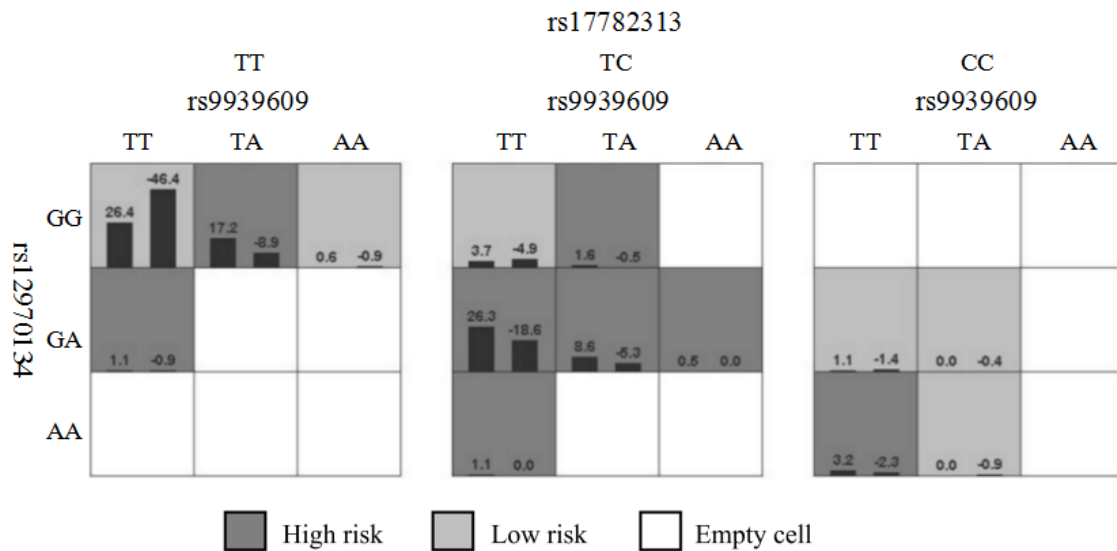 rs17782313
TT TC CC
rs9939609 rs9939609 rs9939609
TT TA AA TT TA AA TT TA AA
rs12970134
GG
26.4 -46.4 17.2 -8.9 0.6 -0.9 3.7 -4.9 1.6 -0.5
GA
1.1 -0.9 26.3 -18.6 8.6 -5.3 0.5 0.0 1.1 -1.4 0.0 -0.4
AA
1.1 0.0 3.2 -2.3 0.0 -0.9
High risk Low risk Empty cell